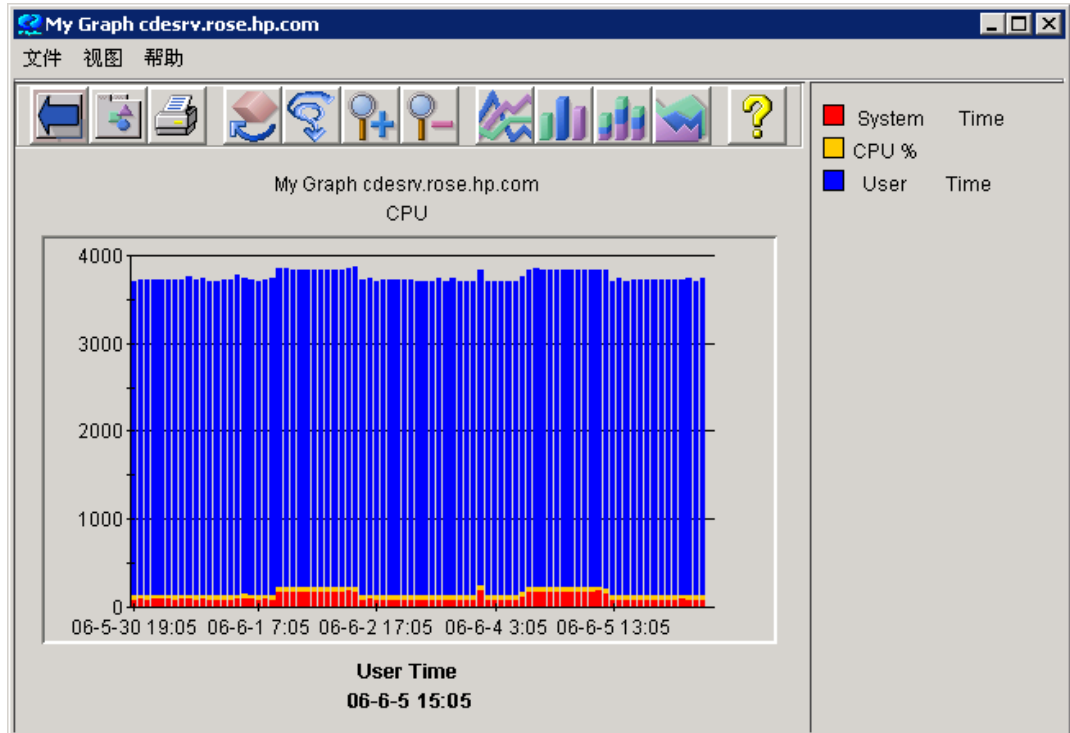 My Graph cdesrv.rose.hp.com
文件 视图 帮助
My Graph cdesrv.rose.hp.com
CPU
4000
3000
2000
1000
0
06-5-30 19:05 06-6-1 7:05 06-6-2 17:05 06-6-4 3:05 06-6-5 13:05
User Time
06-6-5 15:05
System Time
CPU %
User Time